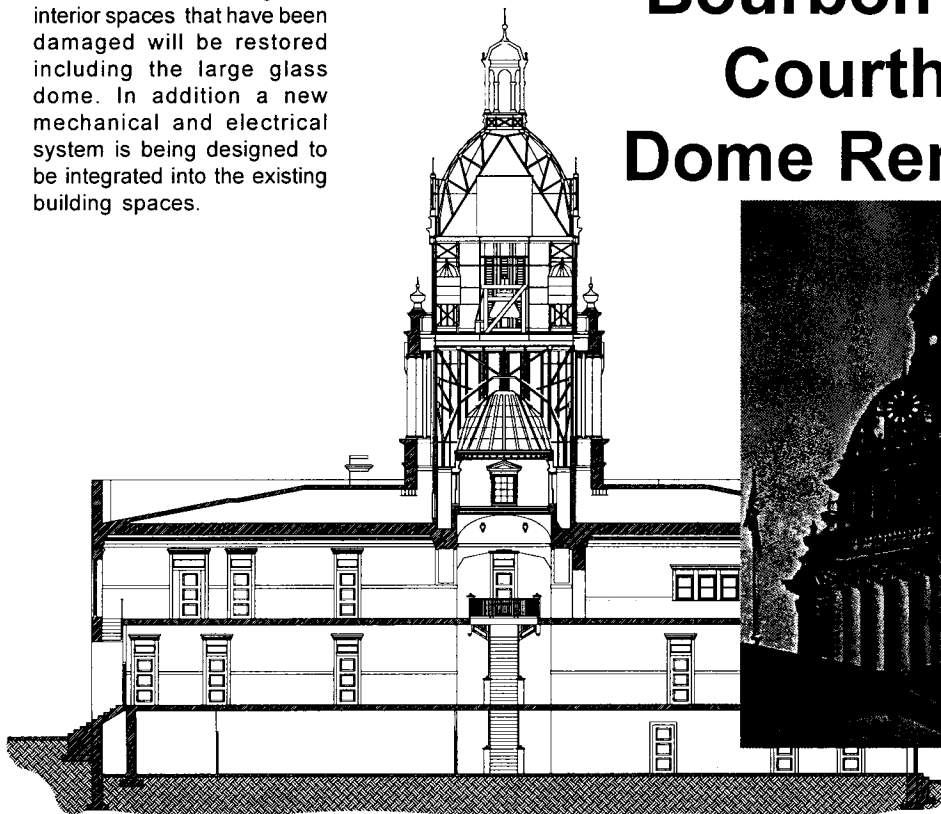 interior spaces that have been
damaged will be restored
including the large glass
dome. In addition a new
mechanical and electrical
system is being designed to
be integrated into the existing
building spaces.
Bourbon
Courth
Dome Re